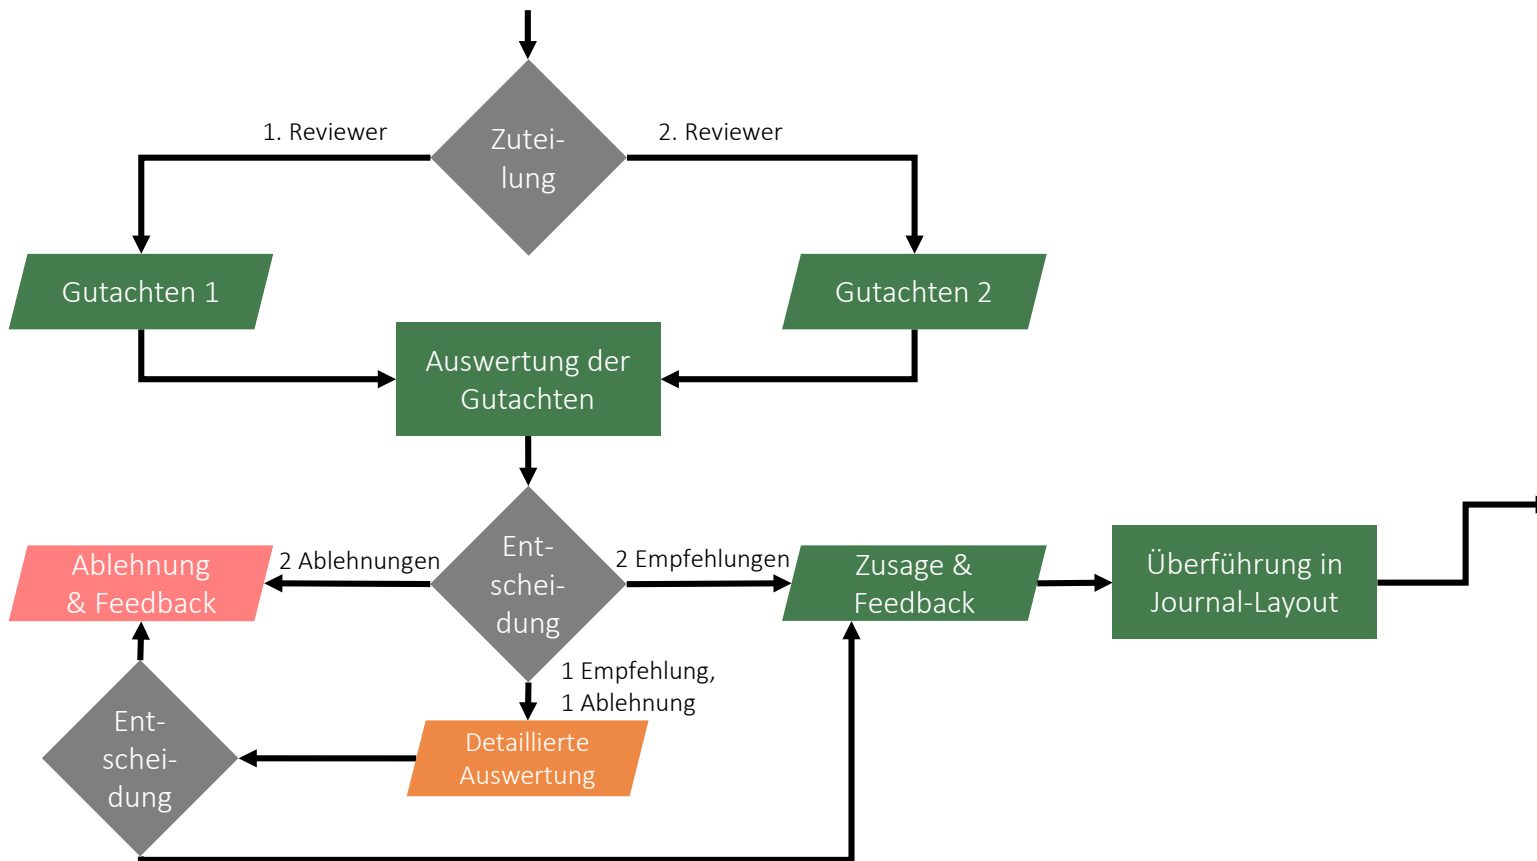 1. Reviewer
Zutei-
lung
2. Reviewer
Gutachten 1
Gutachten 2
Auswertung der
Gutachten
Ablehnung
& Feedback
2 Ablehnungen
Ent-
schei-
dung
2 Empfehlungen
Zusage &
Feedback
Überführung in
Journal-Layout
1 Empfehlung,
1 Ablehnung
Ent-
schei-
dung
Detaillierte
Auswertung